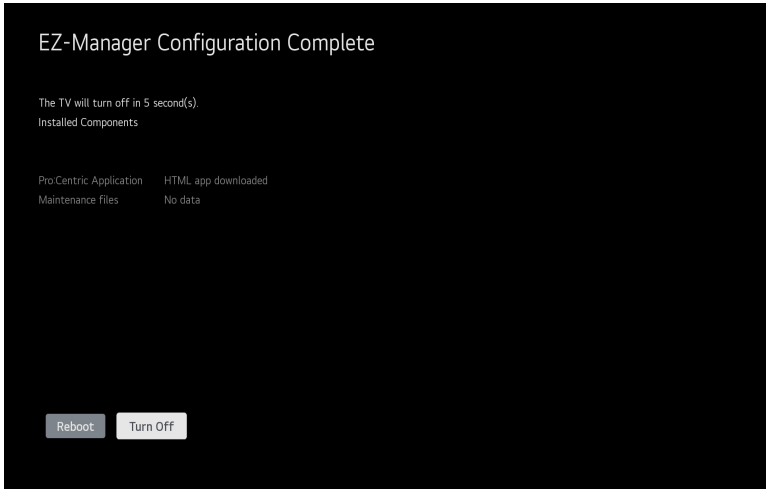 EZ-Manager Configuration Complete
The TV will turn off in 5 second(s).
Installed Components
Pro:Centric Application HTML app downloaded
Maintenance files No data
Reboot Turn Off